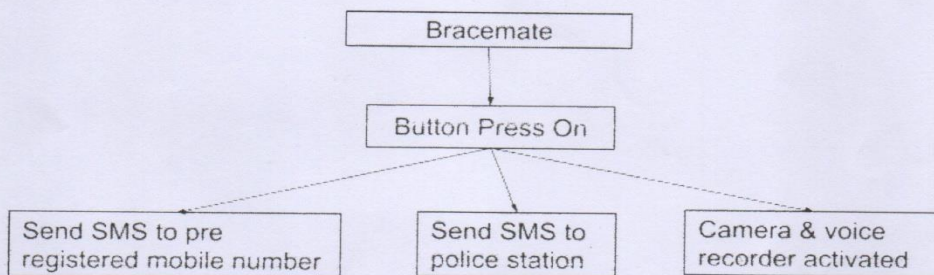 Bracemate
Button Press On
Send SMS to pre
registered mobile number
Send SMS to
police station
Camera & voice
recorder activated